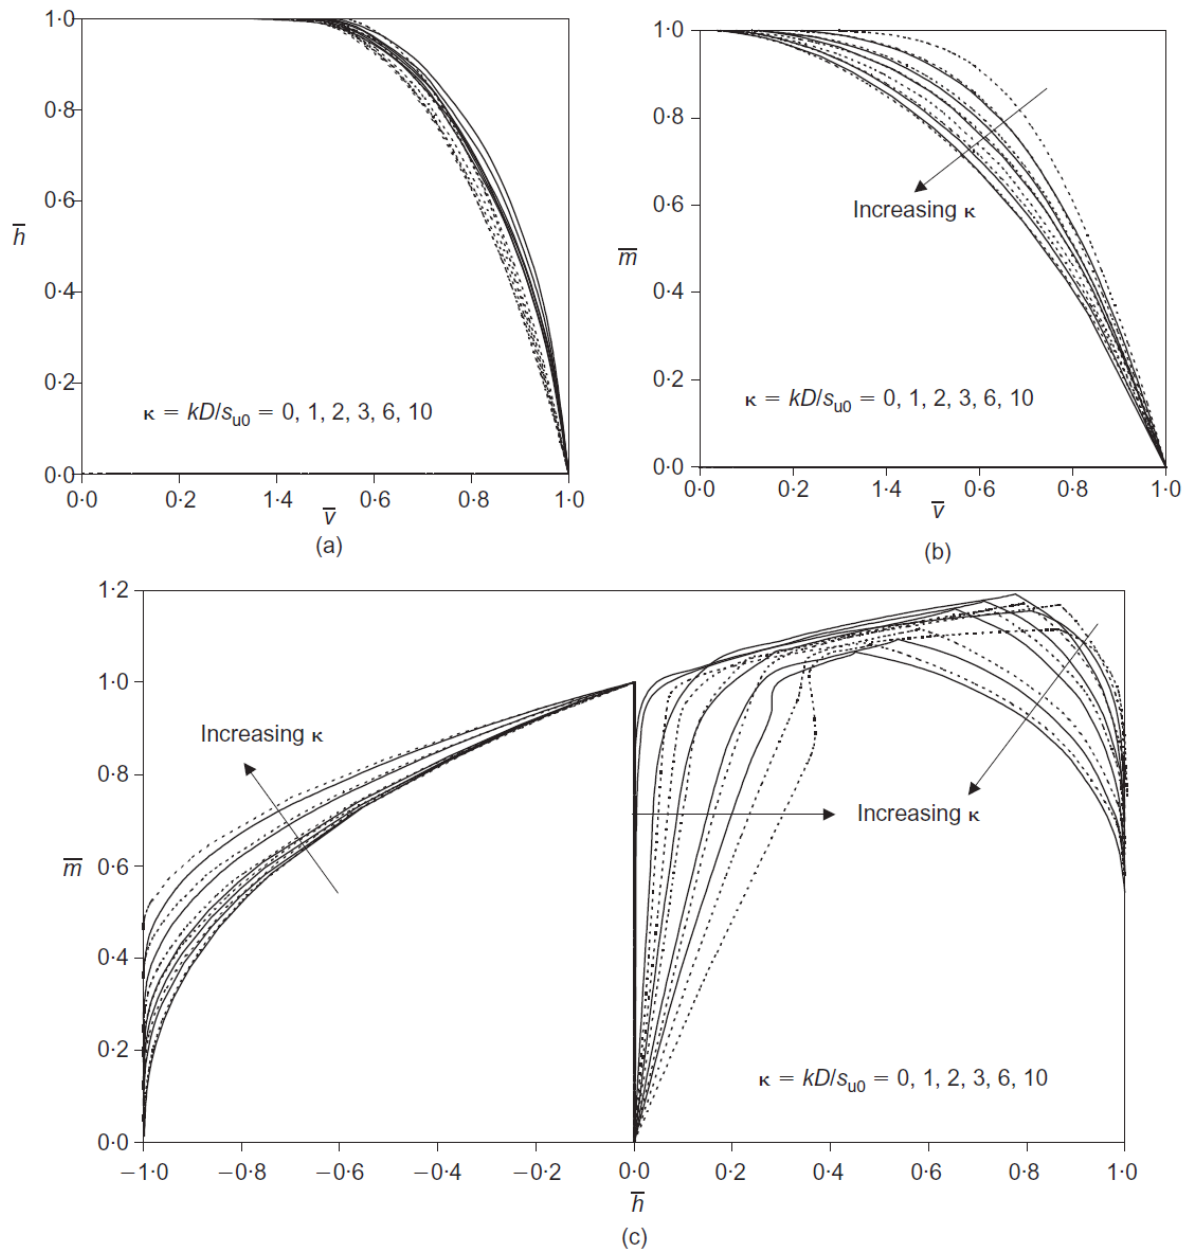 1·0
0·8
0·6
0·4
0·2
0·0
h̅
0·0 0·2 1·4 0·6 0·8 1·0
v̅
(a)
κ = kD/su0 = 0, 1, 2, 3, 6, 10
1·0
0·8
0·6
0·4
0·2
0·0
m̅
0·0 0·2 1·4 0·6 0·8 1·0
v̅
(b)
Increasing κ
κ = kD/su0 = 0, 1, 2, 3, 6, 10
1·2
1·0
0·8
0·6
0·4
0·2
0·0
m̅
Increasing κ
Increasing κ
κ = kD/su0 = 0, 1, 2, 3, 6, 10
−1·0 −0·8 −0·6 −0·4 −0·2 0·0 0·2 0·4 0·6 0·8 1·0
h̅
(c)